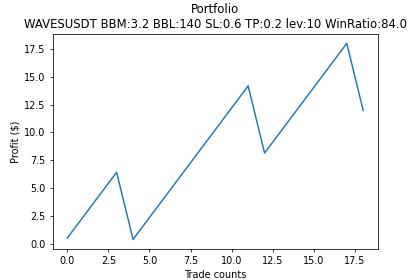 Portfolio
WAVESUSDT BBM:3.2 BBL:140 SL:0.6 TP:0.2 lev:10 WinRatio:84.0
17.5
15.0
12.5
10.0
7.5
5.0
2.5
0.0
Profit ($)
0.0 2.5 5.0 7.5 10.0 12.5 15.0 17.5
Trade counts